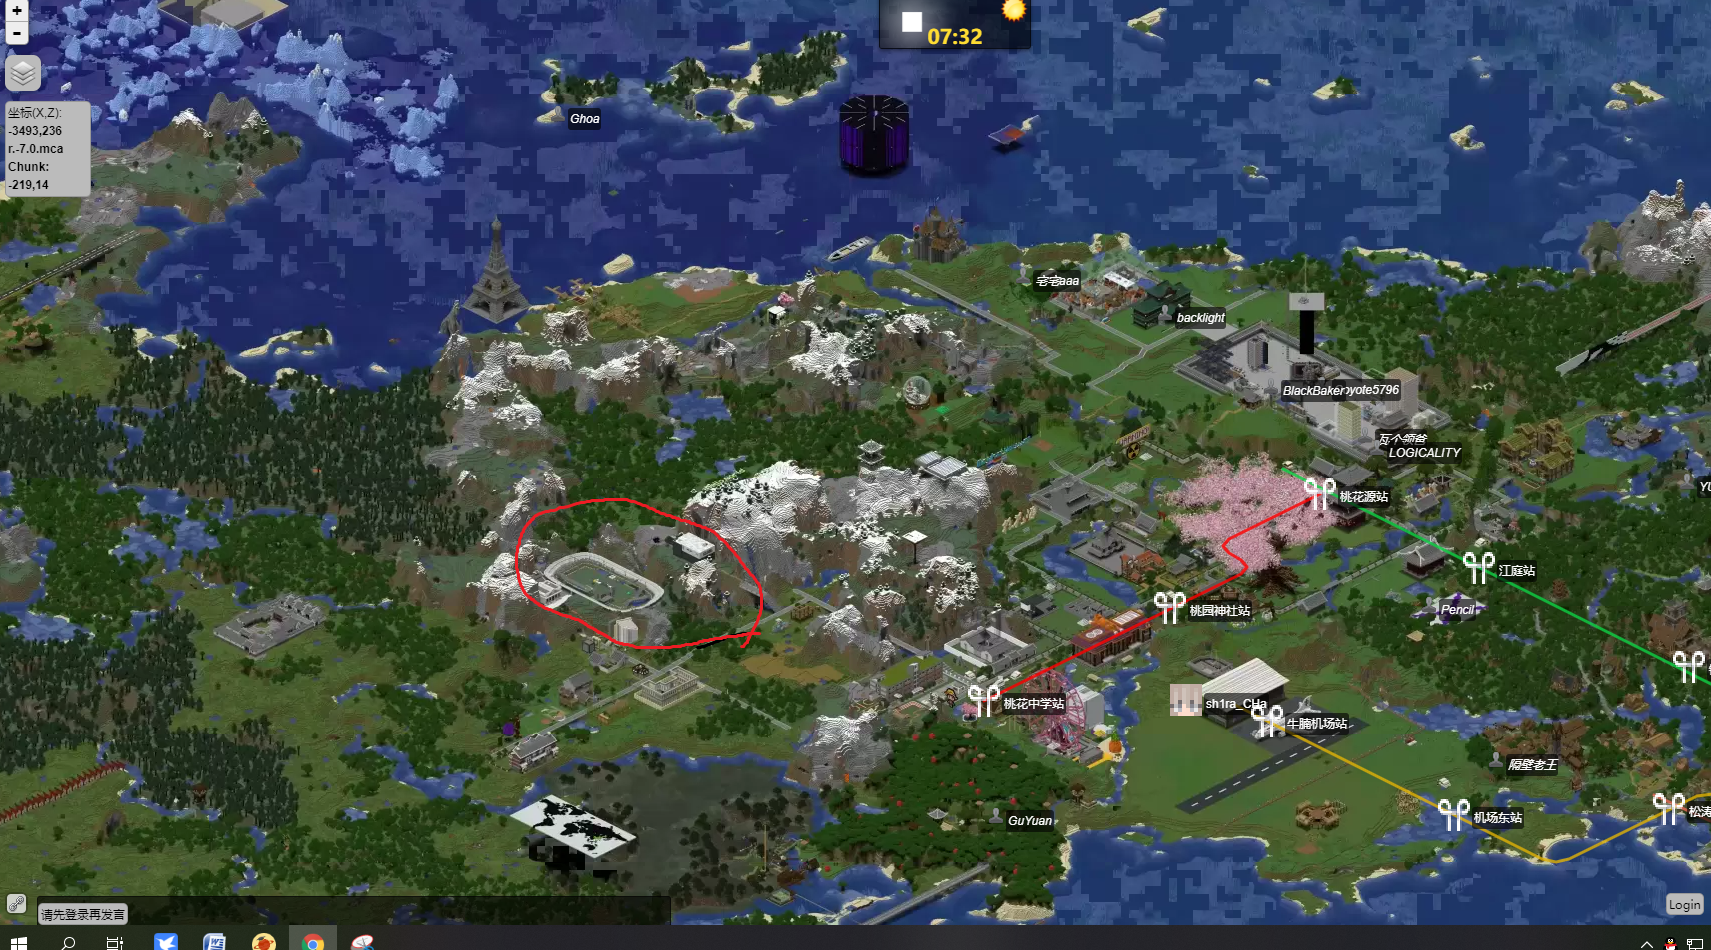 +
-
07:32
坐标(X,Z):
-3493,236
r.-7.0.mca
Chunk:
-219,14
Ghoa
宅宅aaa
backlight
BlackBaker
oyote5796
LOGICALITY
桃花源站
江庭站
Pencil
桃园神社站
桃花中学站
sh1ra_CHa
牛腩机场站
隔壁老王
机场东站
松涛
GuYuan
请先登录再发言
Login